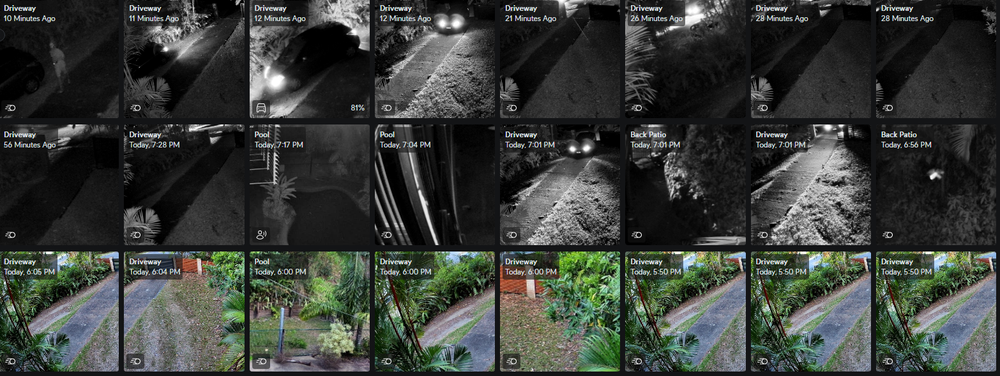 Driveway
10 Minutes Ago
Driveway
11 Minutes Ago
Driveway
12 Minutes Ago
81%
Driveway
12 Minutes Ago
Driveway
21 Minutes Ago
Driveway
26 Minutes Ago
Driveway
28 Minutes Ago
Driveway
28 Minutes Ago
Driveway
56 Minutes Ago
Driveway
Today, 7:28 PM
Pool
Today, 7:17 PM
Pool
Today, 7:04 PM
Driveway
Today, 7:01 PM
Back Patio
Today, 7:01 PM
Driveway
Today, 7:01 PM
Back Patio
Today, 6:56 PM
Driveway
Today, 6:05 PM
Driveway
Today, 6:04 PM
Pool
Today, 6:00 PM
Driveway
Today, 6:00 PM
Driveway
Today, 6:00 PM
Driveway
Today, 5:50 PM
Driveway
Today, 5:50 PM
Driveway
Today, 5:50 PM